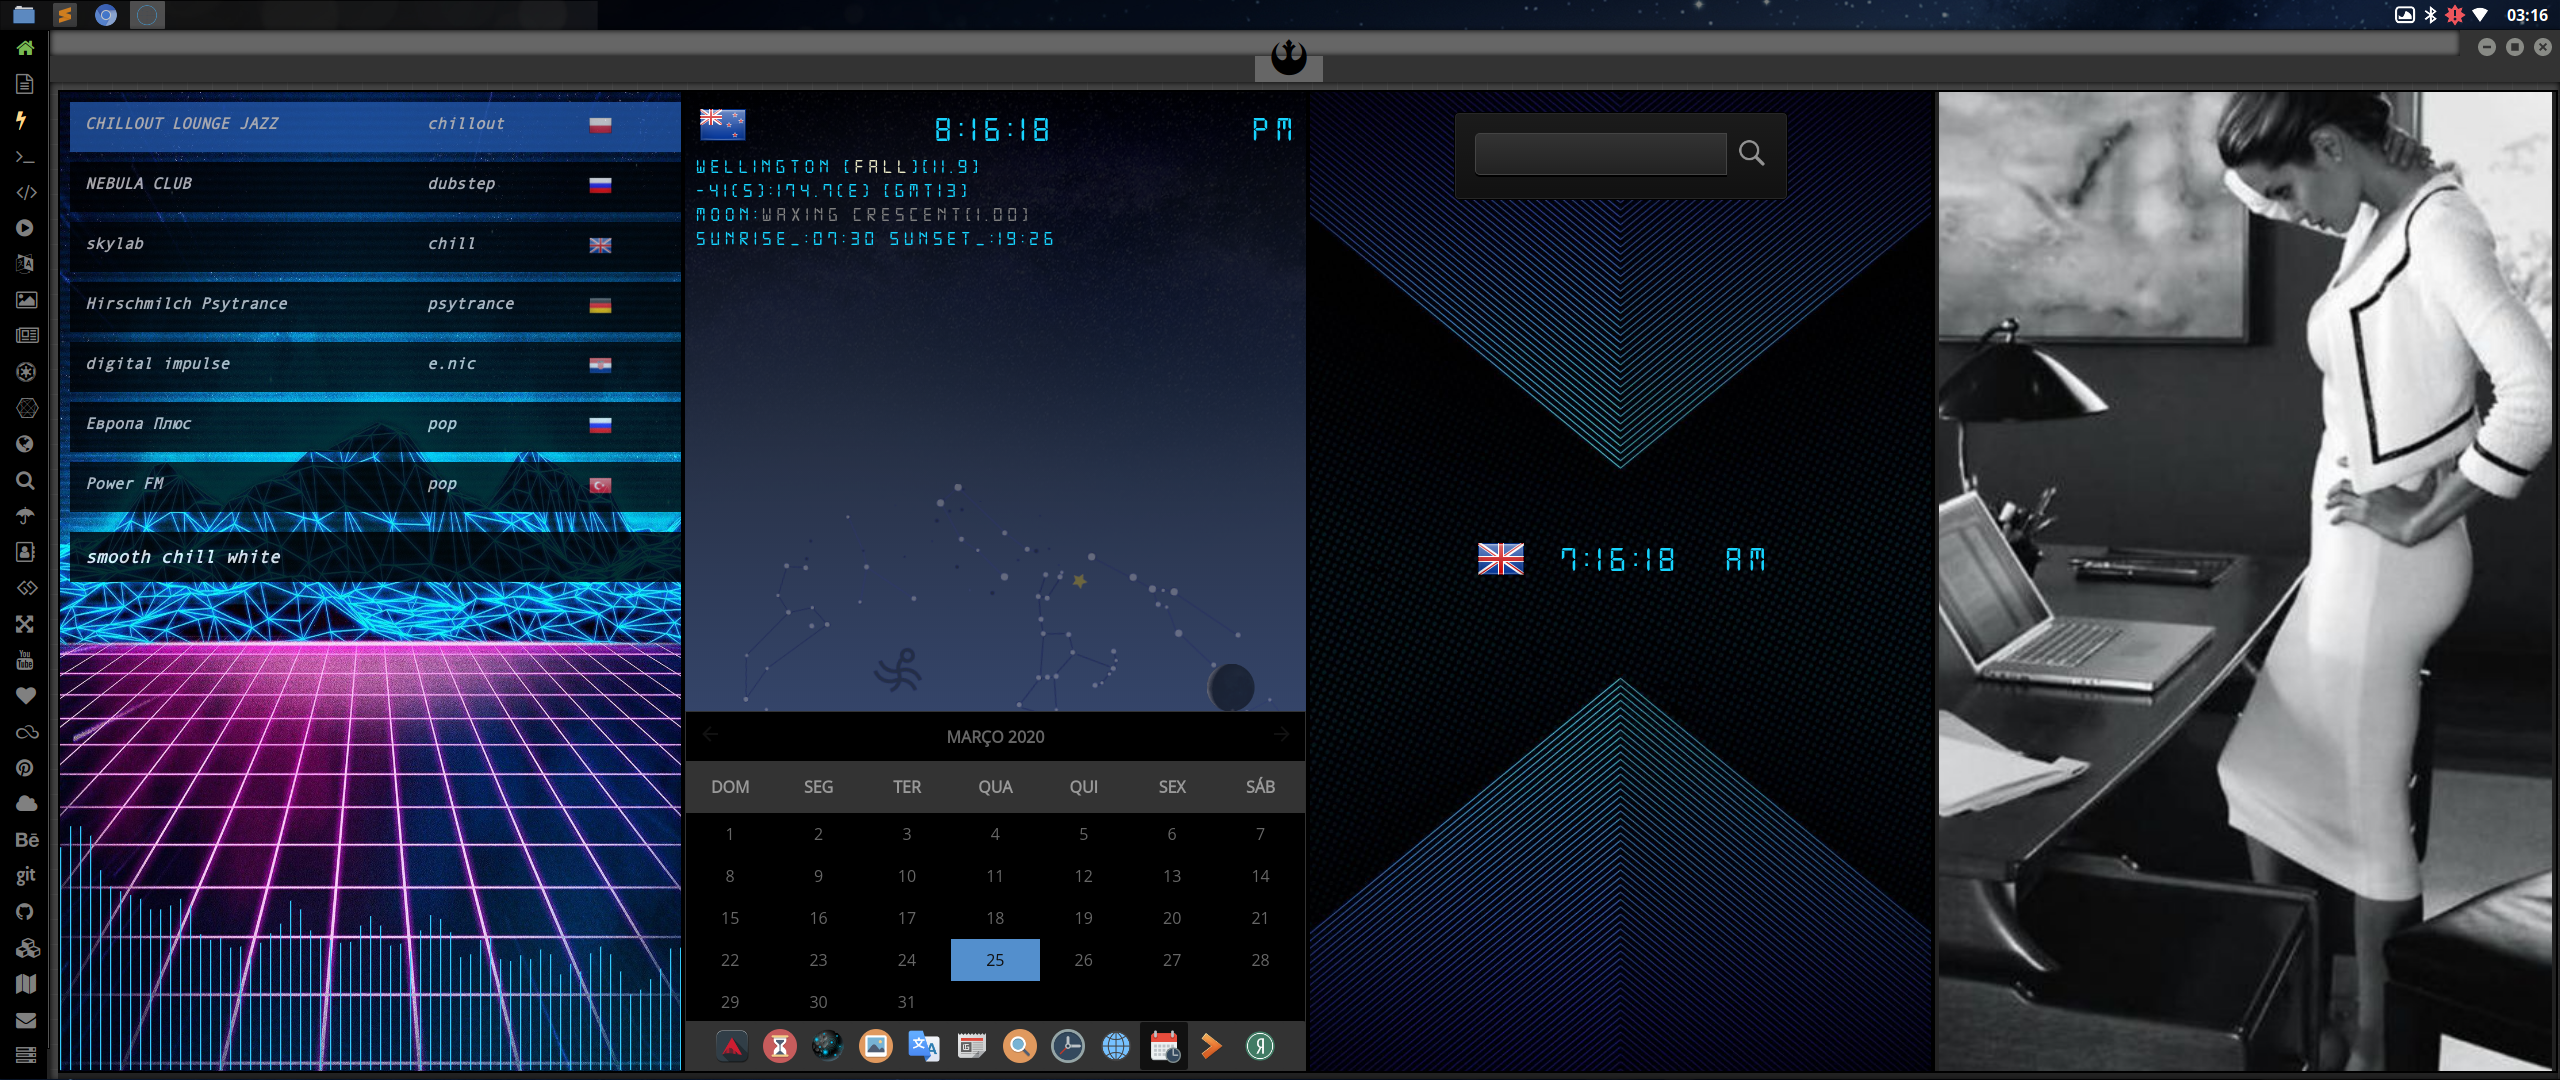 03:16
CHILLOUT LOUNGE JAZZ chillout
NEBULA CLUB dubstep
skylab chill
Hirschmilch Psytrance psytrance
digital impulse e.nic
Европа Плюс pop
Power FM pop
smooth chill white
8:16:18 PM
WELLINGTON [FALL][11.9]
-41(S):174.7(E) [GMT13]
MOON:WAXING CRESCENT[1.00]
SUNRISE_:07:30 SUNSET_:19:26
MARÇO 2020
DOM SEG TER QUA QUI SEX SÁB
1 2 3 4 5 6 7
8 9 10 11 12 13 14
15 16 17 18 19 20 21
22 23 24 25 26 27 28
29 30 31
7:16:18 AM
You Tube
Bē
git